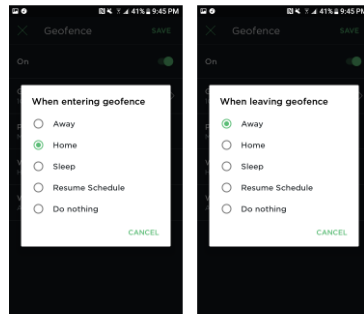 41% 9:45 PM
Geofence SAVE
On
When entering geofence
Away
Home
Sleep
Resume Schedule
Do nothing
CANCEL
41% 9:45 PM
Geofence SAVE
On
When leaving geofence
Away
Home
Sleep
Resume Schedule
Do nothing
CANCEL